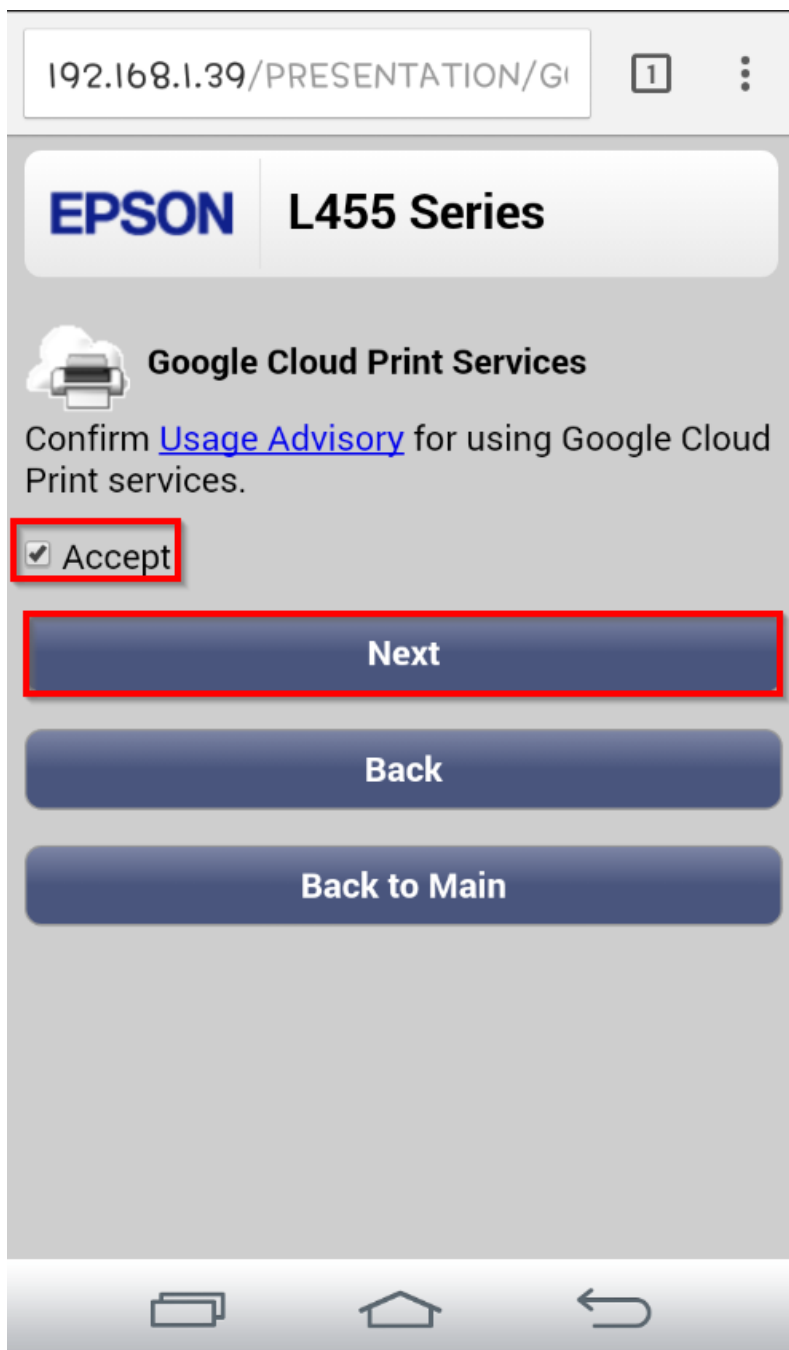 192.168.1.39/PRESENTATION/G
1
EPSON
L455 Series
Google Cloud Print Services
Confirm Usage Advisory for using Google Cloud
Print services.
Accept
Next
Back
Back to Main